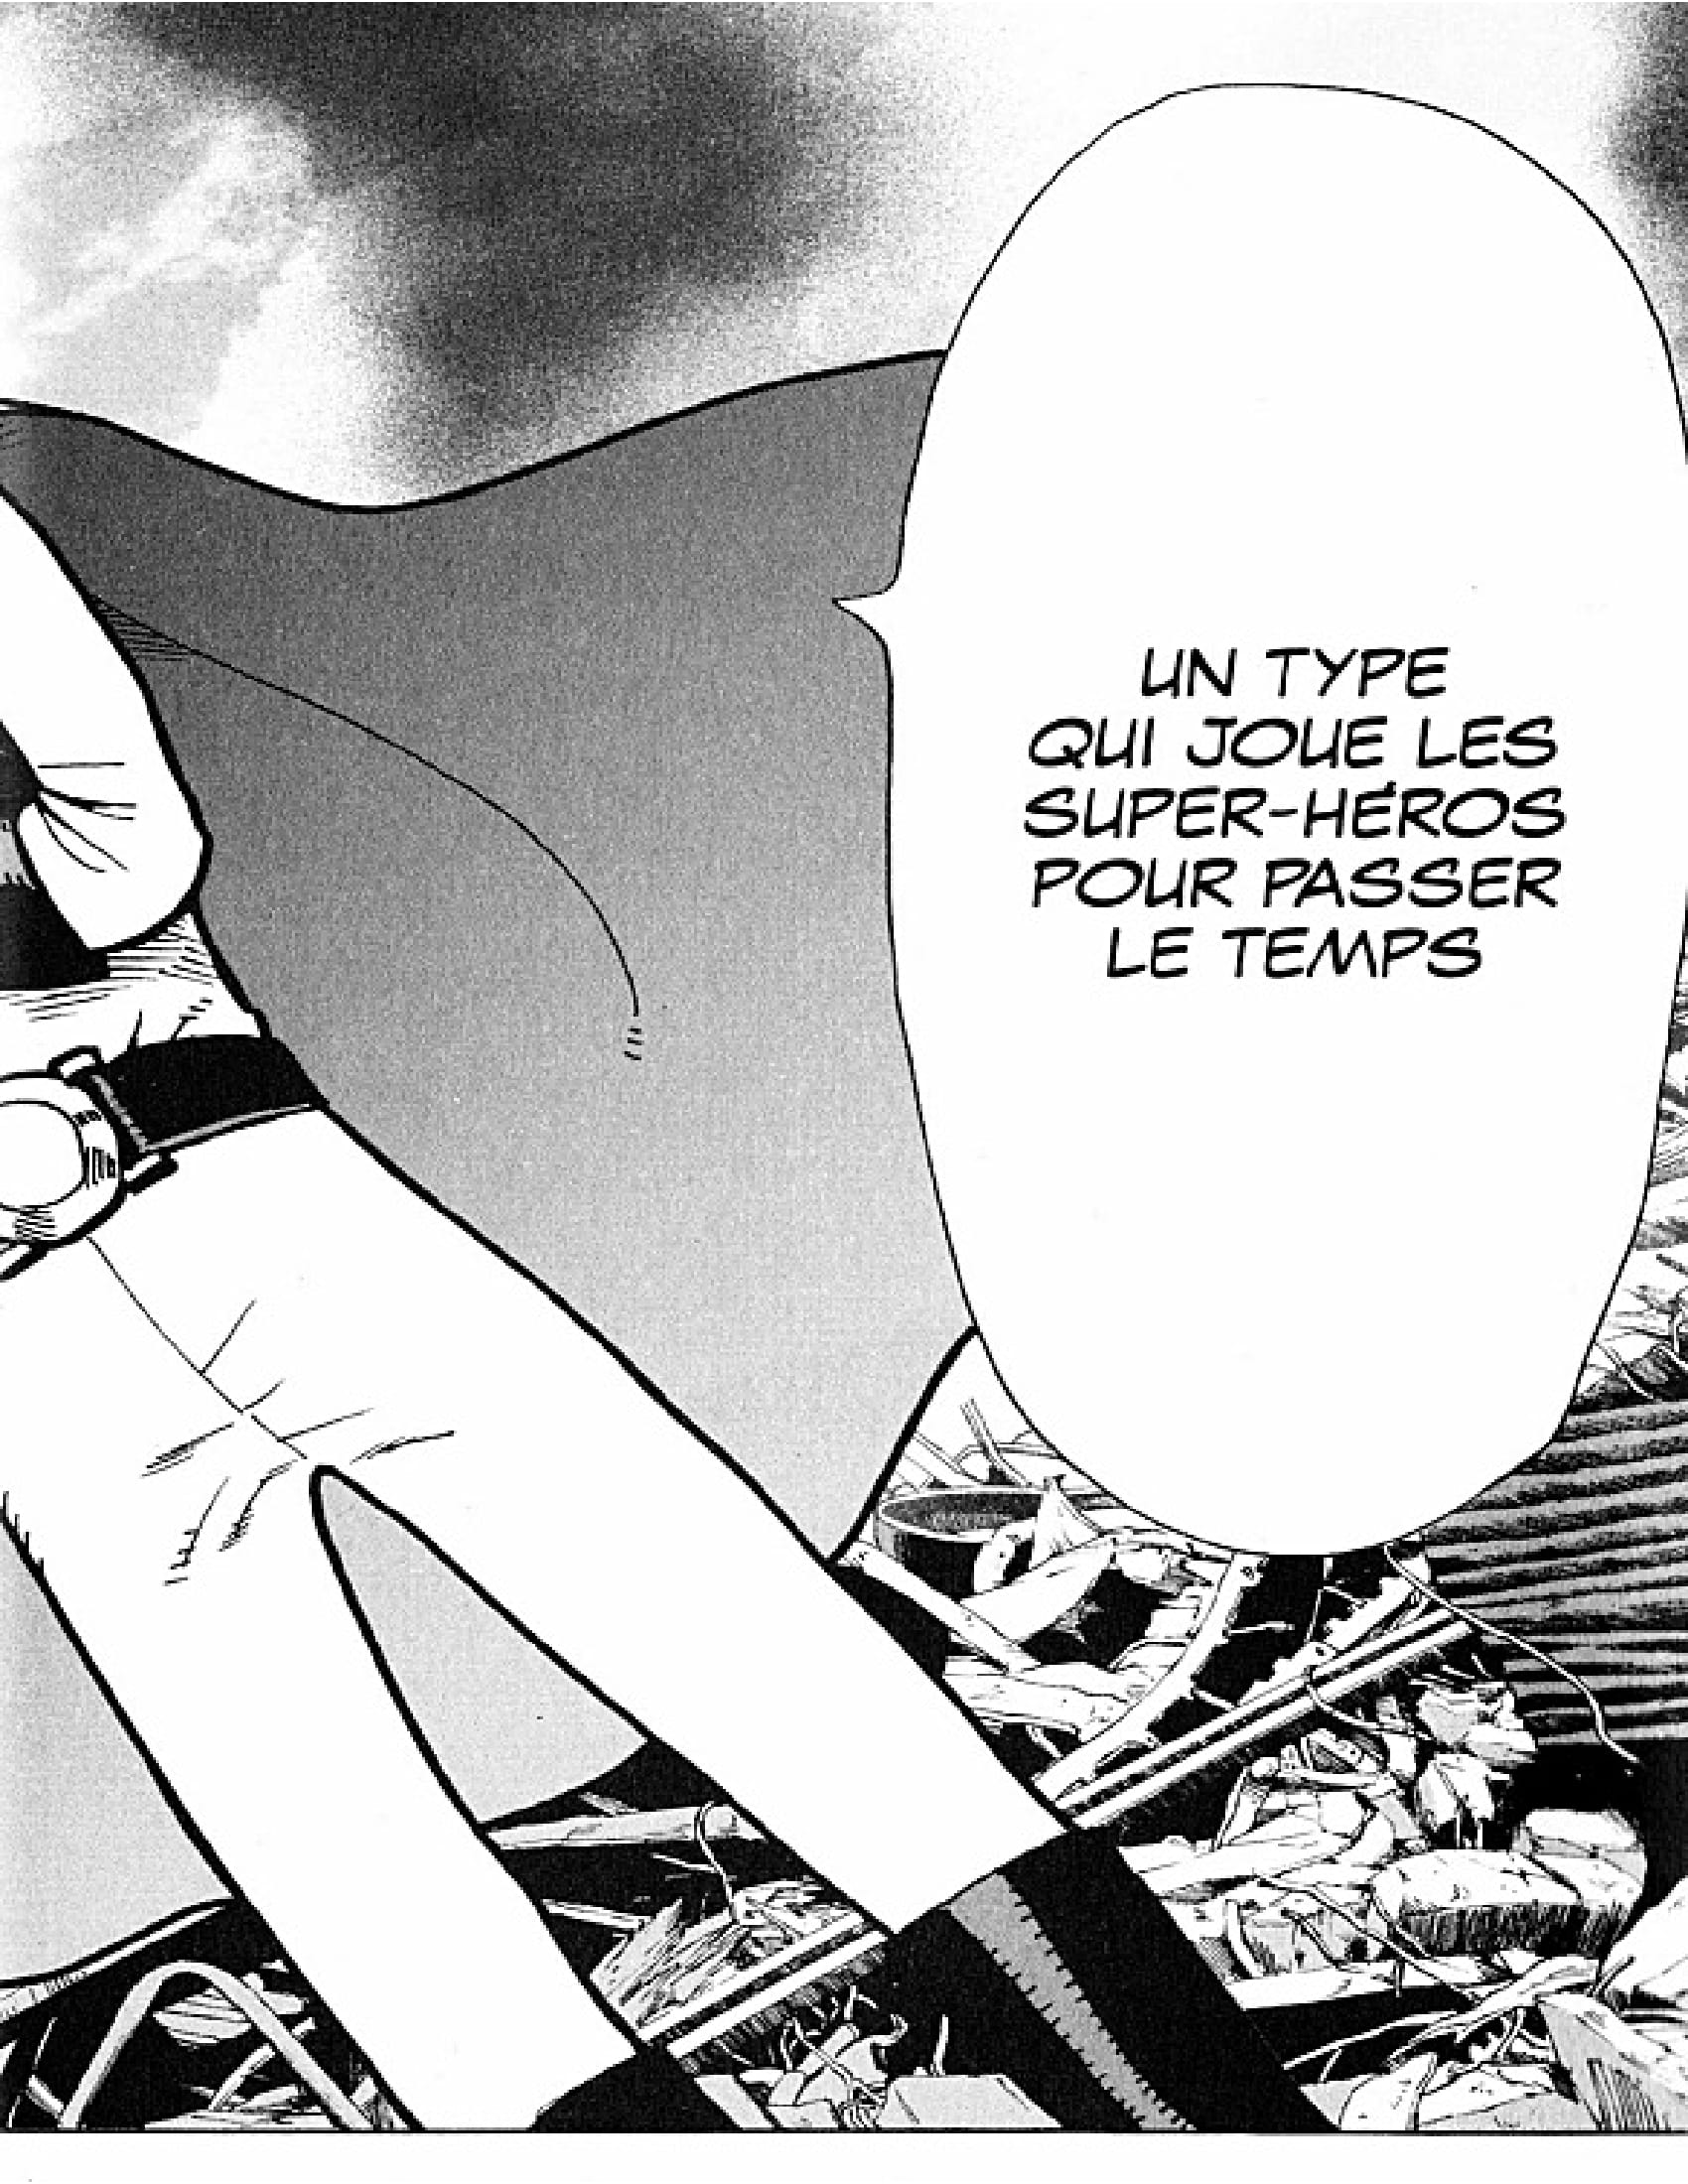 UN TYPE
QUI JOUE LES
SUPER-HÉROS
POUR PASSER
LE TEMPS